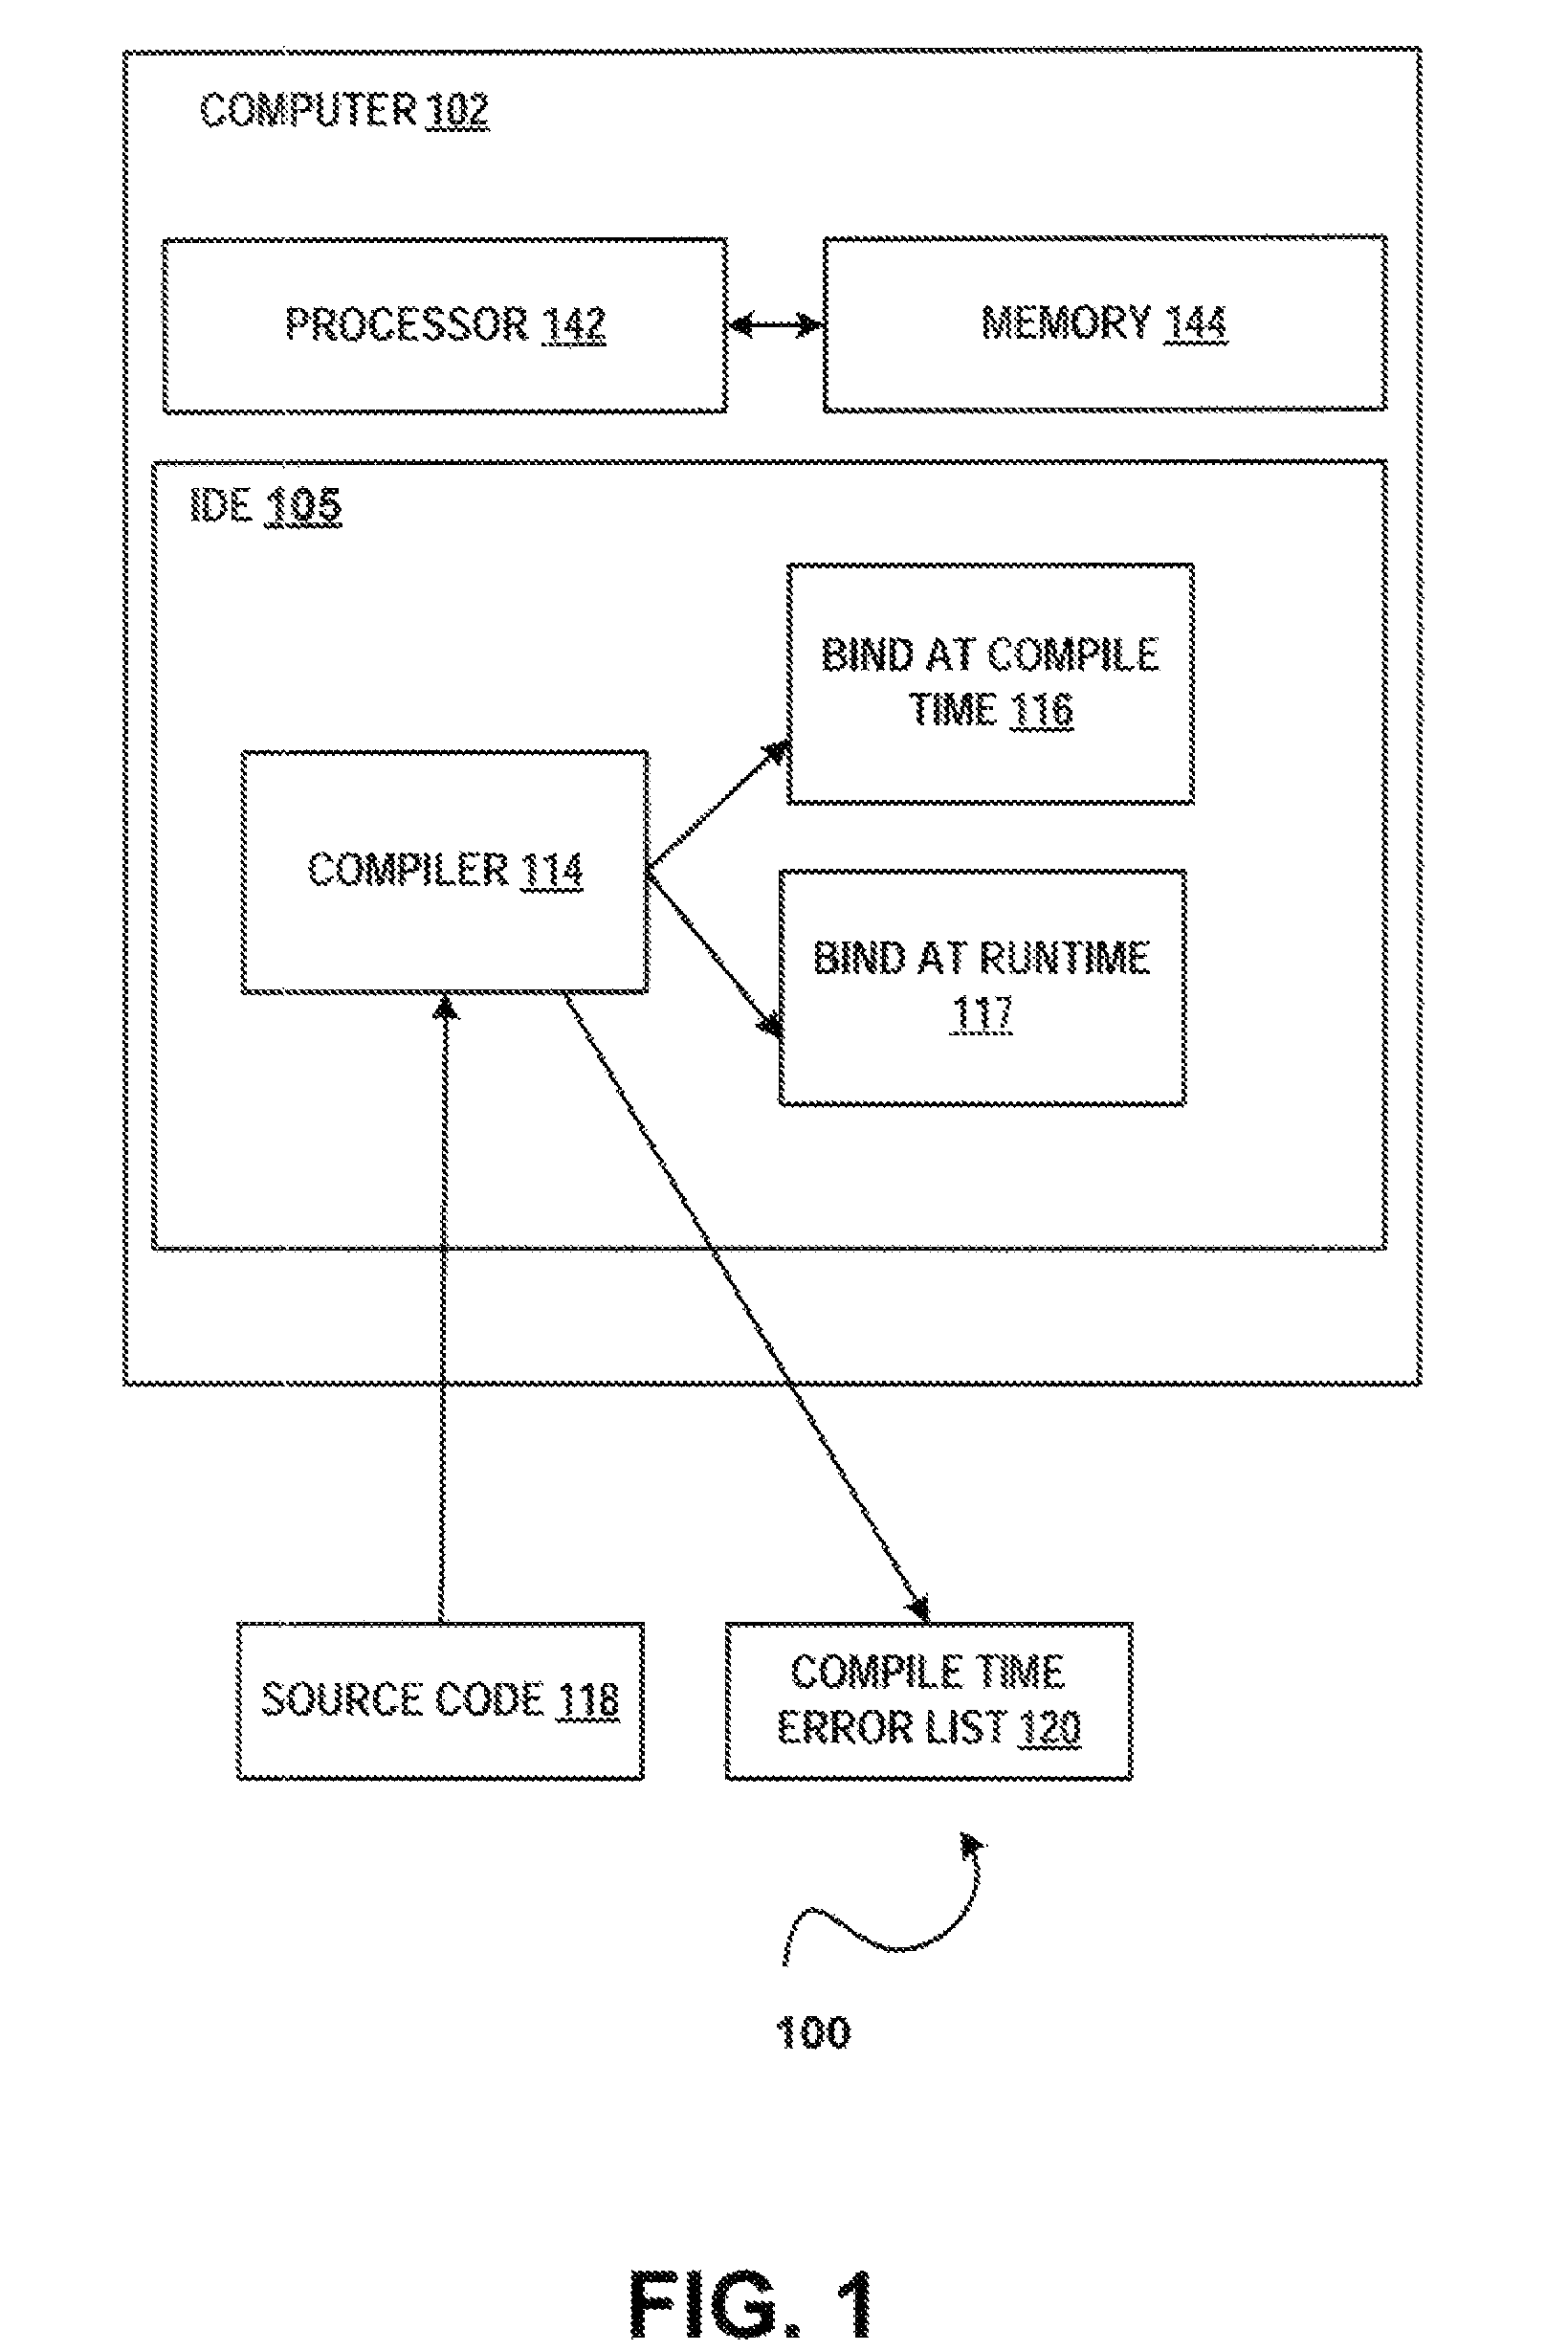 COMPUTER 102
PROCESSOR 142
MEMORY 144
IDE 105
BIND AT COMPILE
TIME 116
COMPILER 114
BIND AT RUNTIME
117
SOURCE CODE 118
COMPILE TIME
ERROR LIST 120
100
FIG. 1